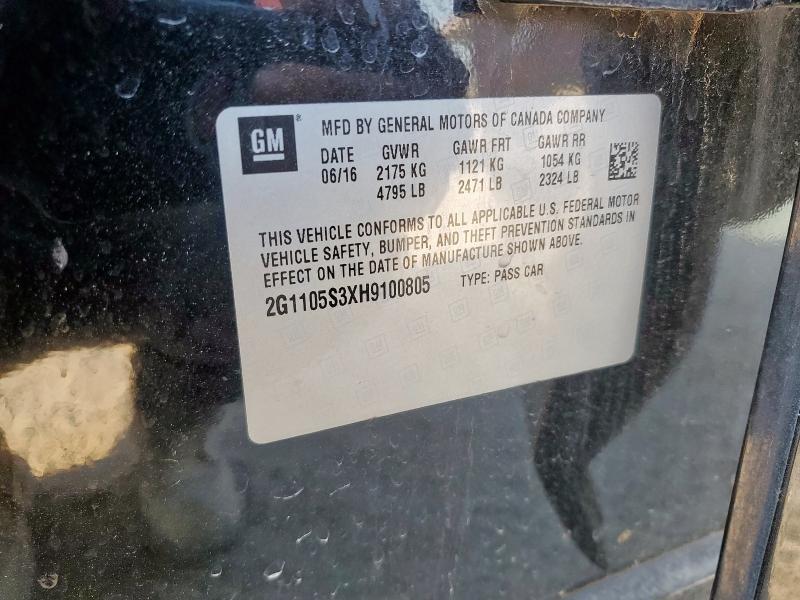 GM ®
MFD BY GENERAL MOTORS OF CANADA COMPANY
DATE GVWR GAWR FRT GAWR RR
06/16 2175 KG 1121 KG 1054 KG
4795 LB 2471 LB 2324 LB
THIS VEHICLE CONFORMS TO ALL APPLICABLE U.S. FEDERAL MOTOR
VEHICLE SAFETY, BUMPER, AND THEFT PREVENTION STANDARDS IN
EFFECT ON THE DATE OF MANUFACTURE SHOWN ABOVE.
2G1105S3XH9100805 TYPE: PASS CAR